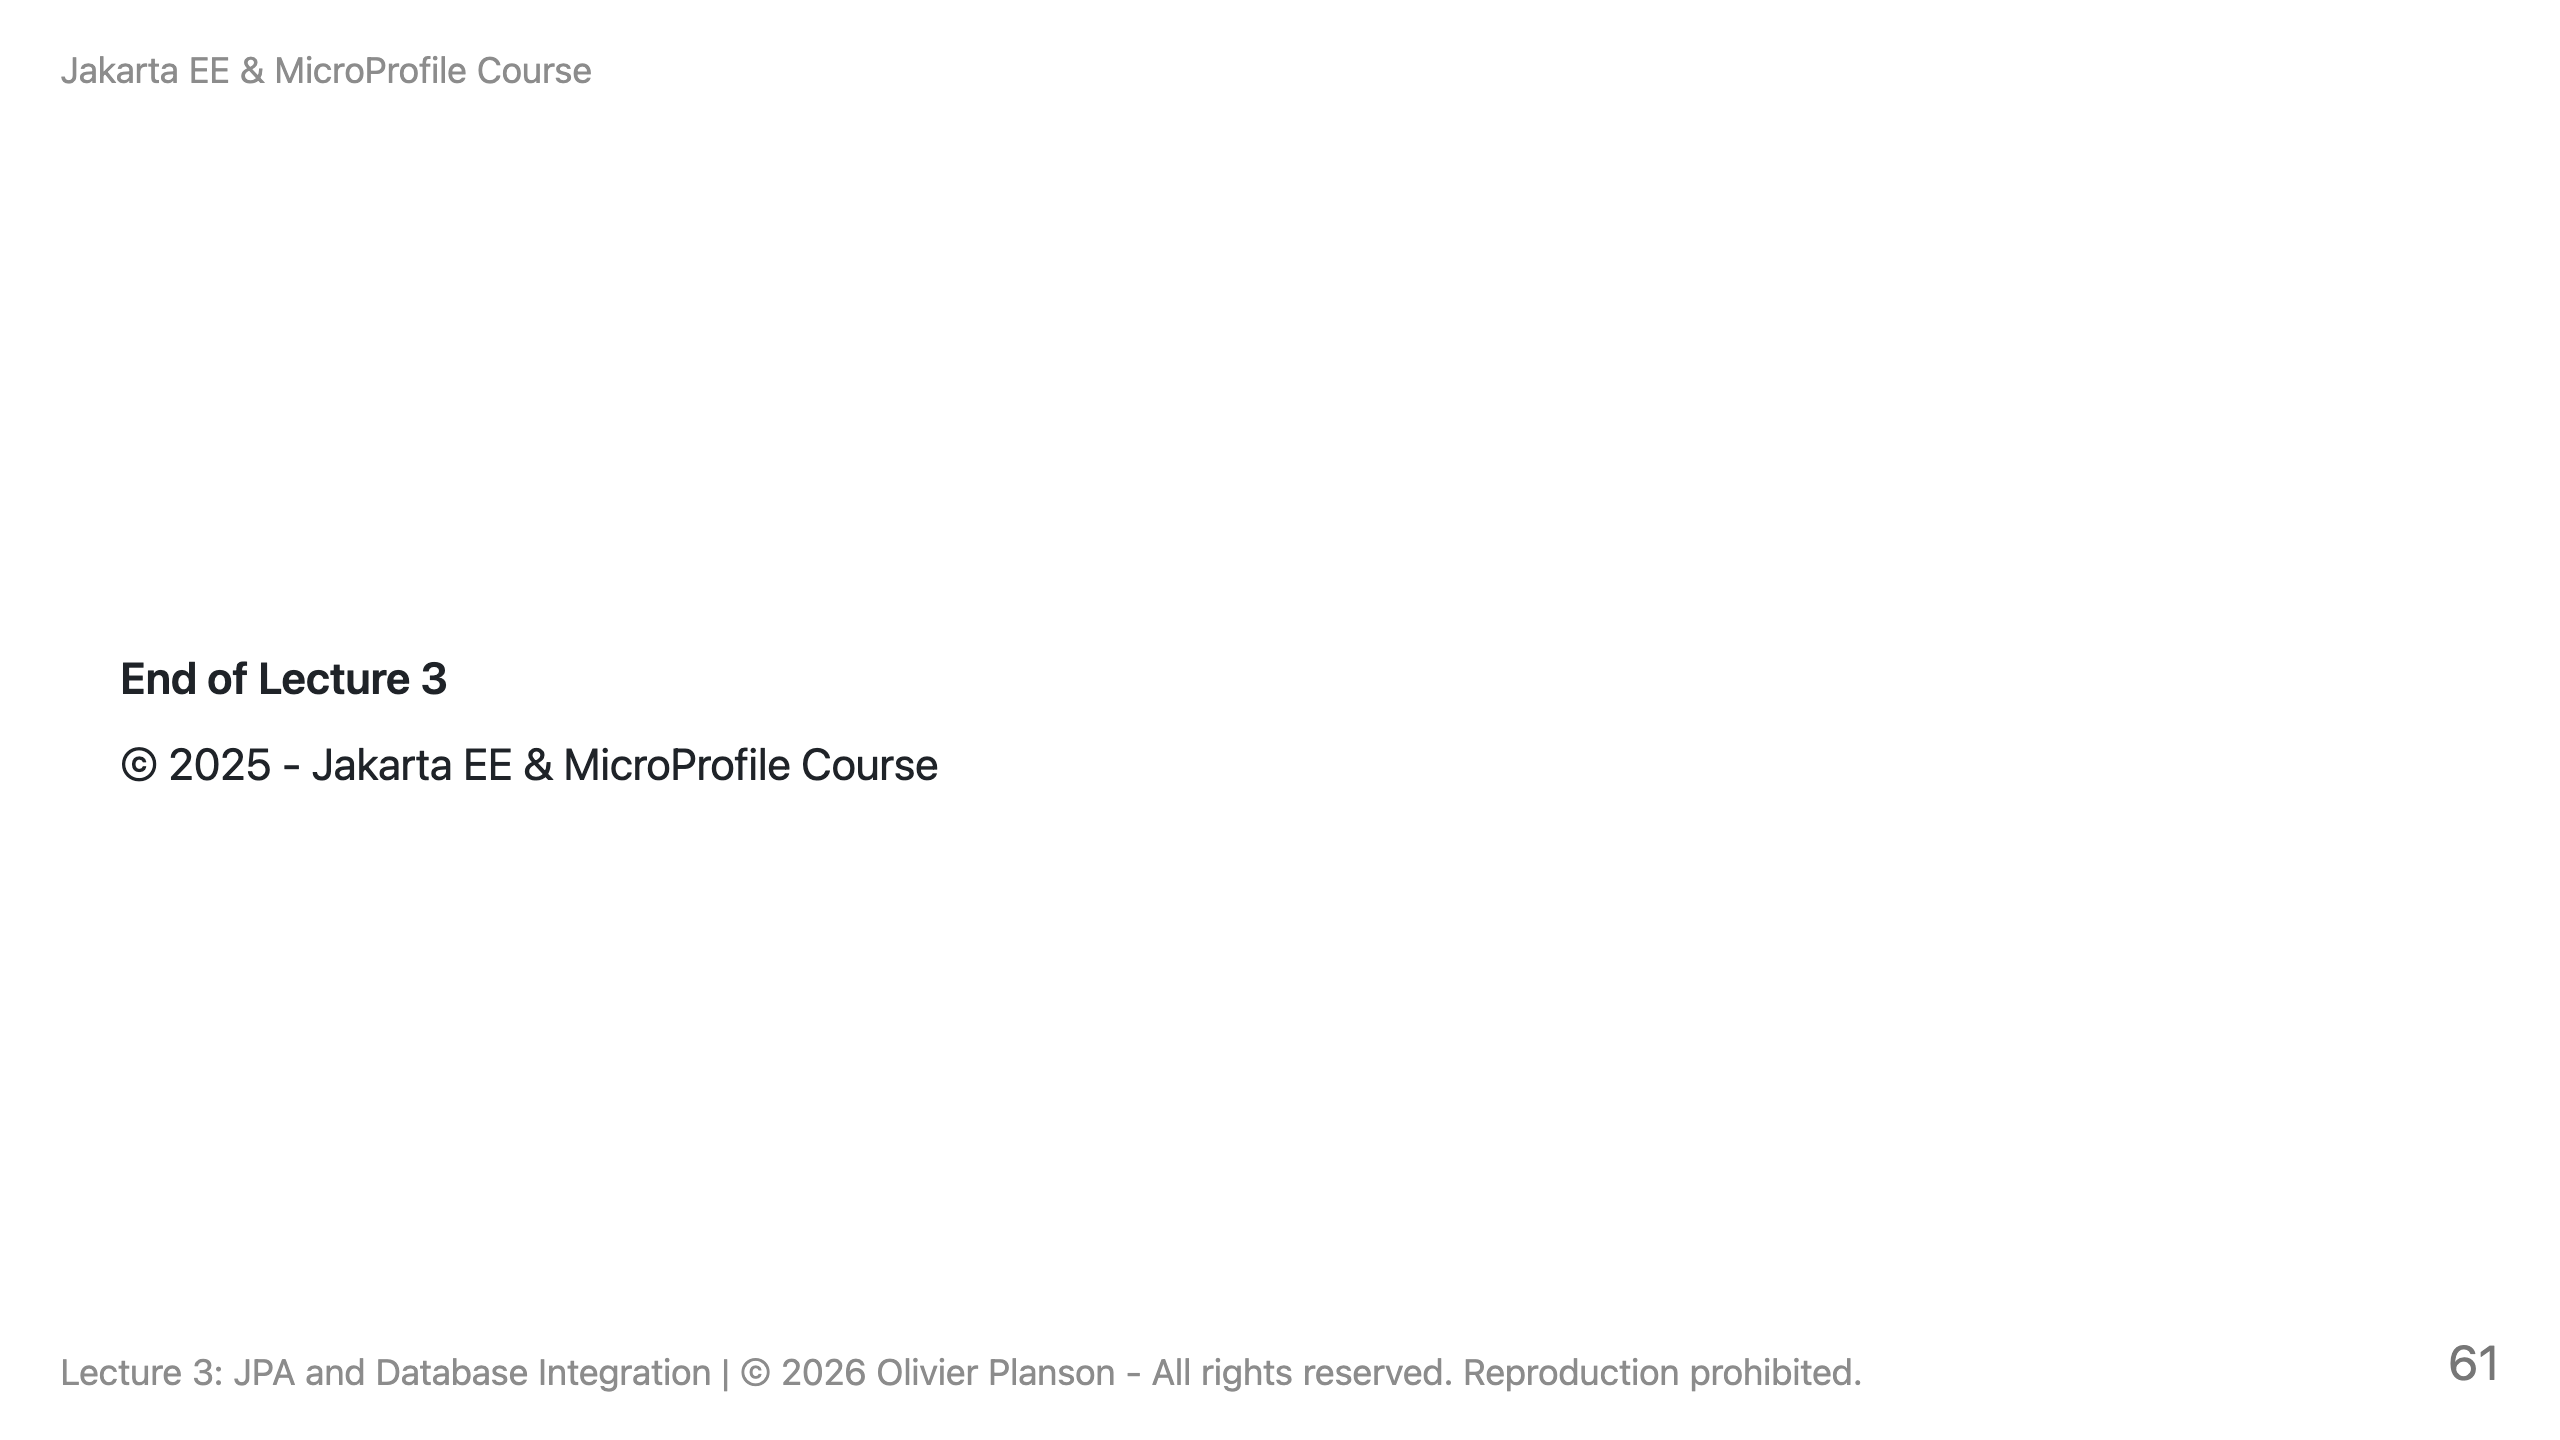 Jakarta EE & MicroProfile Course
End of Lecture 3
© 2025 - Jakarta EE & MicroProfile Course
Lecture 3: JPA and Database Integration | © 2026 Olivier Planson - All rights reserved. Reproduction prohibited.
61